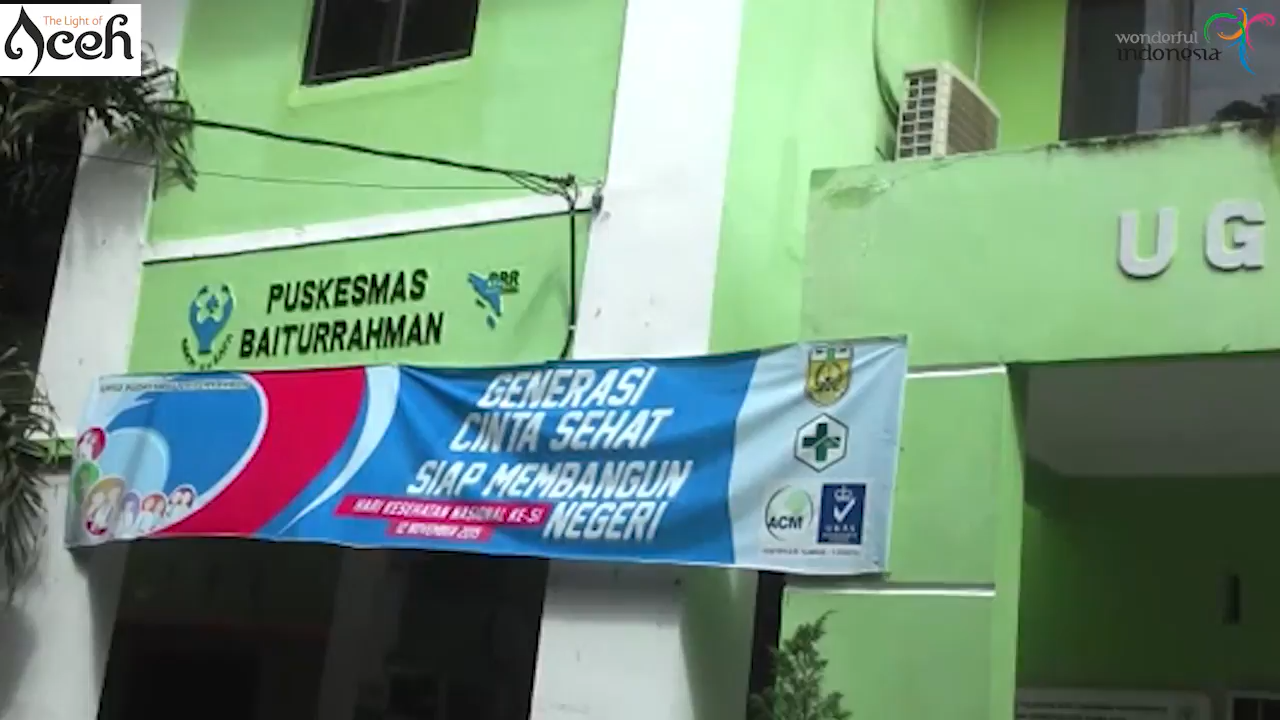 The Light of
Aceh
wonderful
indonesia
UG
PUSKESMAS
BAITURRAHMAN
BRR
GENERASI
CINTA SEHAT
SIAP MEMBANGUN
NEGERI
HARI KESEHATAN NASIONAL KE-51
12 NOVEMBER 2015
ACM
UKAS